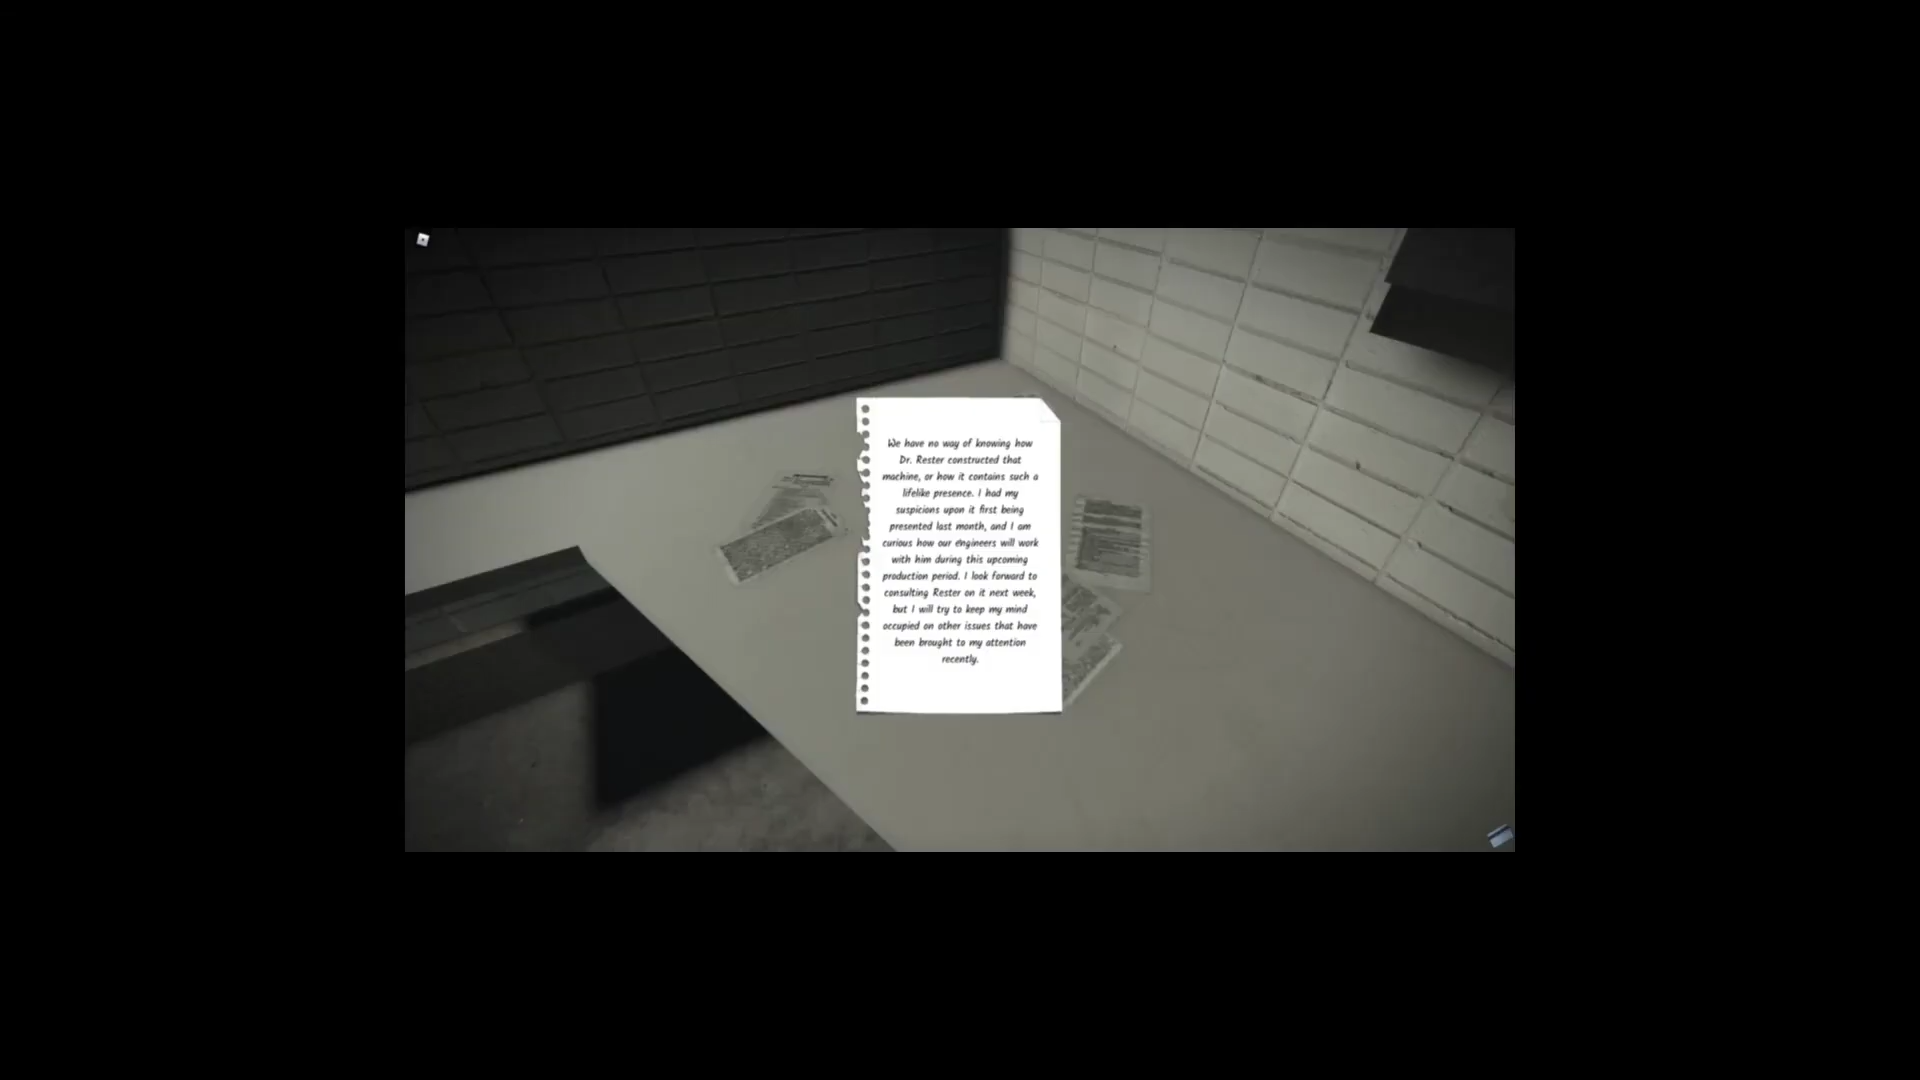 We have no way of knowing how
Dr. Rester constructed that
machine, or how it contains such a
lifelike presence. I had my
suspicions upon it first being
presented last month, and I am
curious how our engineers will work
with him during this upcoming
production period. I look forward to
consulting Rester on it next week,
but I will try to keep my mind
occupied on other issues that have
been brought to my attention
recently.